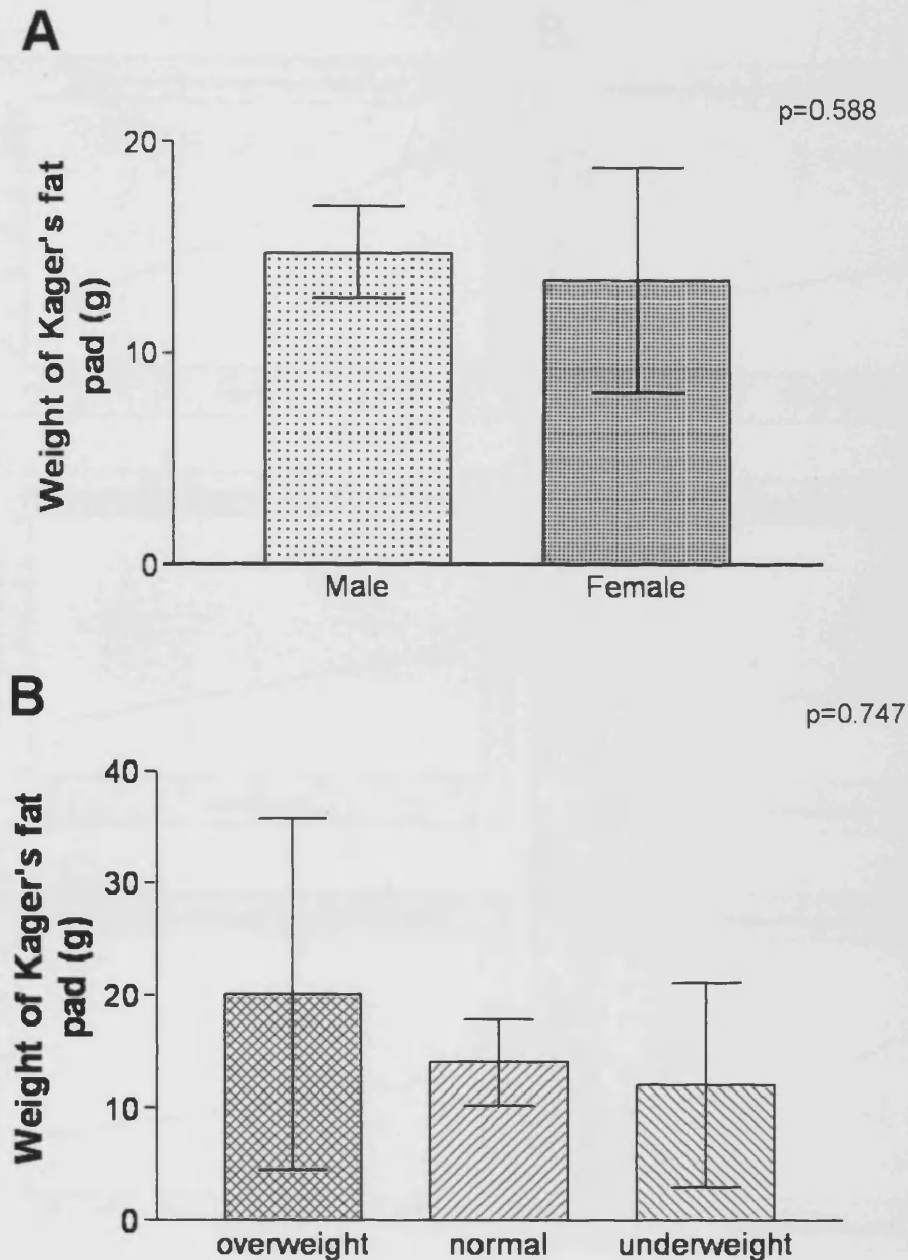 A
p=0.588
Weight of Kager's fat
pad (g)
20
10
0
Male Female
B
p=0.747
Weight of Kager's fat
pad (g)
40
30
20
10
0
overweight normal underweight